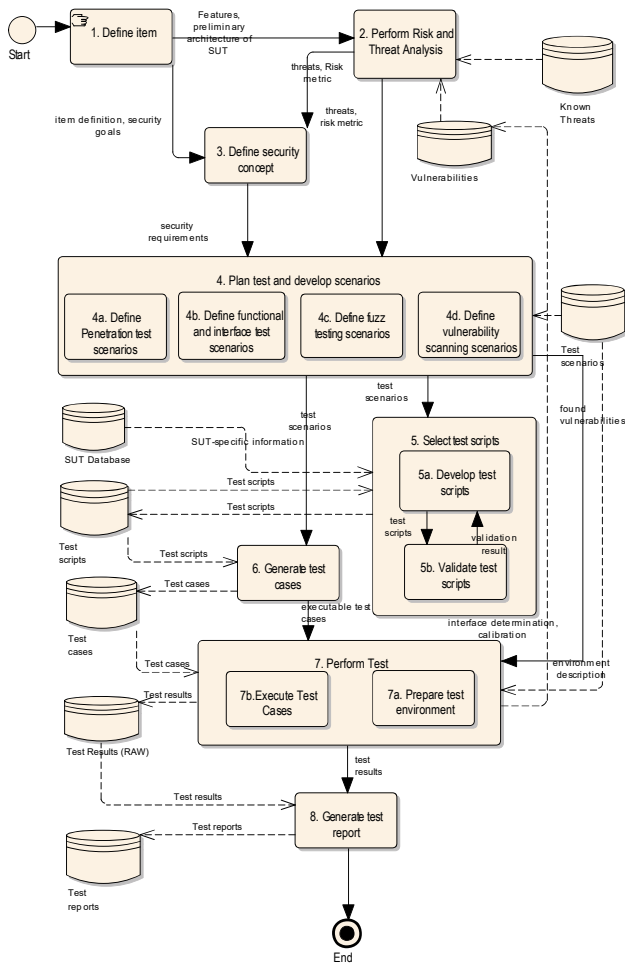 Start
1. Define item
Features,
preliminary
architecture of
SUT
2. Perform Risk and
Threat Analysis
threats, Risk
metric
threats,
risk metric
Known
Threats
item definition, security
goals
3. Define security
concept
Vulnerabilities
security
requirements
4. Plan test and develop scenarios
4a. Define
Penetration test
scenarios
4b. Define functional
and interface test
scenarios
4c. Define fuzz
testing scenarios
4d. Define
vulnerability
scanning scenarios
Test
scenarios
test
scenarios
test
scenarios
found
vulnerabilities
SUT Database
SUT-specific information
5. Select test scripts
5a. Develop test
scripts
Test scripts
Test scripts
test
scripts
validation
result
5b. Validate test
scripts
Test
scripts
Test scripts
6. Generate test
cases
Test cases
executable test
cases
interface determination,
calibration
Test
cases
Test cases
7. Perform Test
environment
description
7b.Execute Test
Cases
7a. Prepare test
environment
Test results
Test Results (RAW)
test
results
Test results
8. Generate test
report
Test reports
Test
reports
End